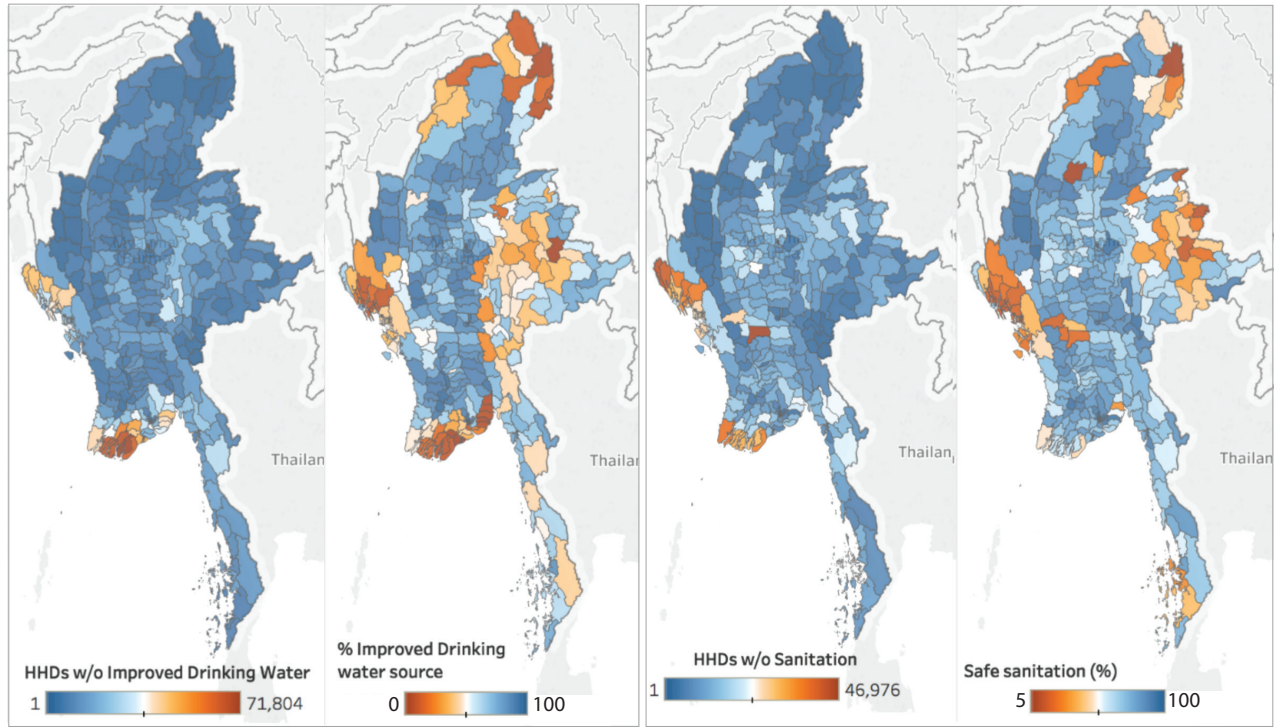 Thailan
Thailan
Thailan
Thailand
HHDs w/o Improved Drinking Water
1
71,804
% Improved Drinking
water source
0
100
HHDs w/o Sanitation
1
46,976
Safe sanitation (%)
5
100